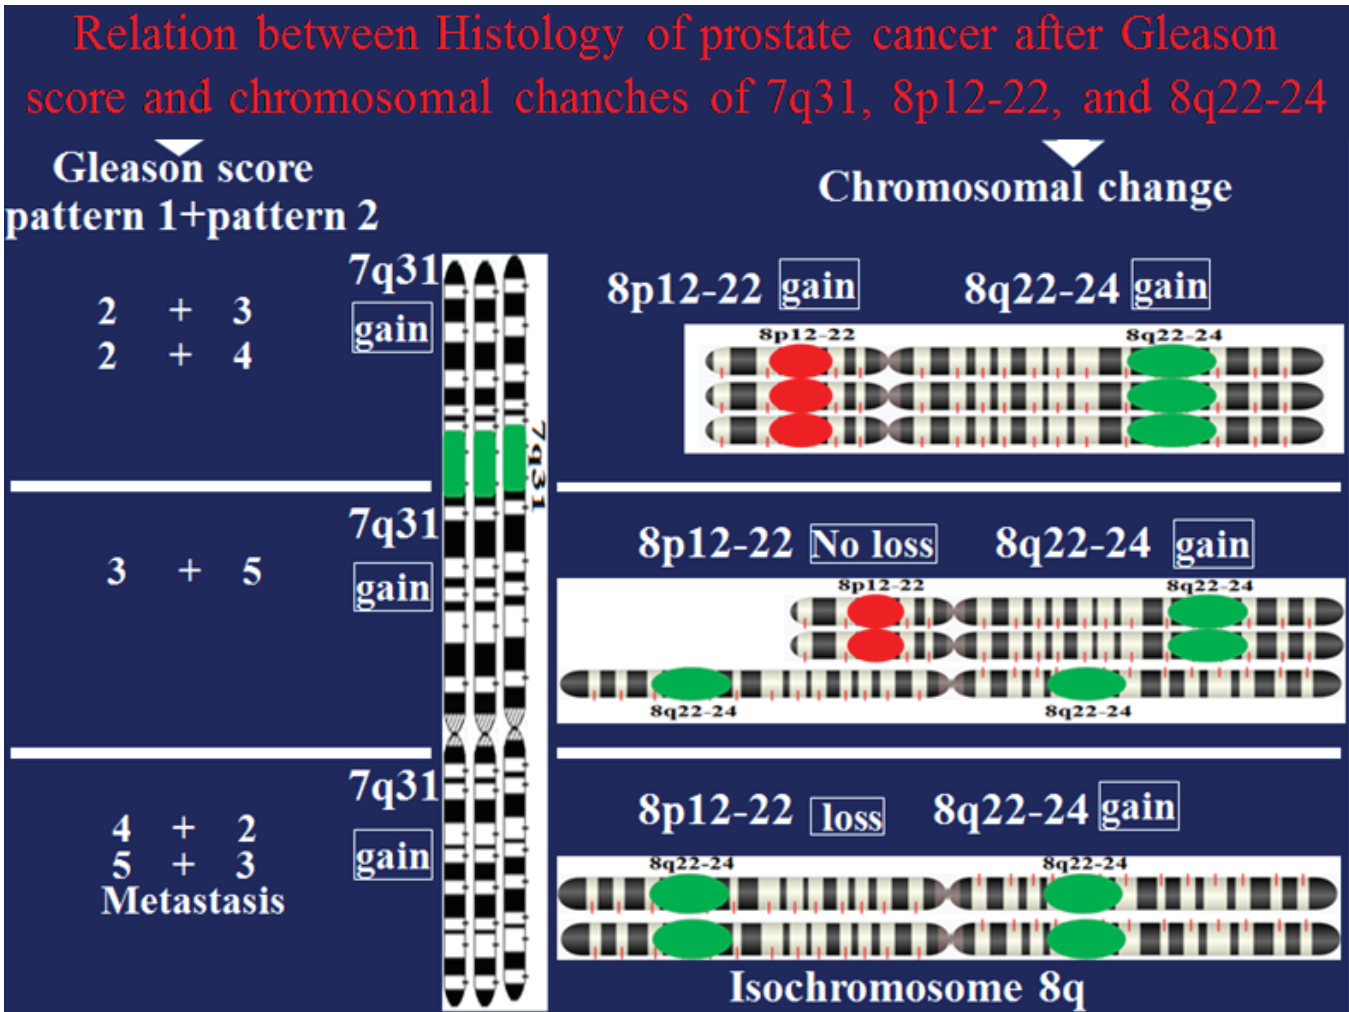 Relation between Histology of prostate cancer after Gleason
score and chromosomal chanches of 7q31, 8p12-22, and 8q22-24
Gleason score
pattern 1+pattern 2
Chromosomal change
2 + 3
2 + 4
7q31
gain
8p12-22 gain 8q22-24 gain
8p12-22 8q22-24
7q31
3 + 5
7q31
gain
8p12-22 No loss 8q22-24 gain
8p12-22 8q22-24
8q22-24 8q22-24
4 + 2
5 + 3
Metastasis
7q31
gain
8p12-22 loss 8q22-24 gain
8q22-24 8q22-24
Isochromosome 8q